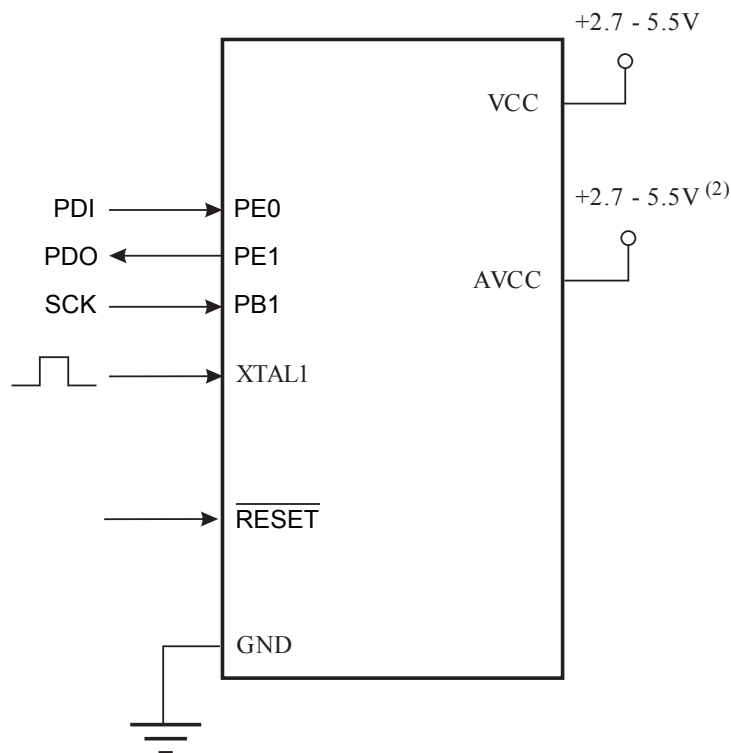 +2.7 - 5.5V
VCC
+2.7 - 5.5V (2)
PDI PE0
PDO PE1
AVCC
SCK PB1
XTAL1
RESET
GND